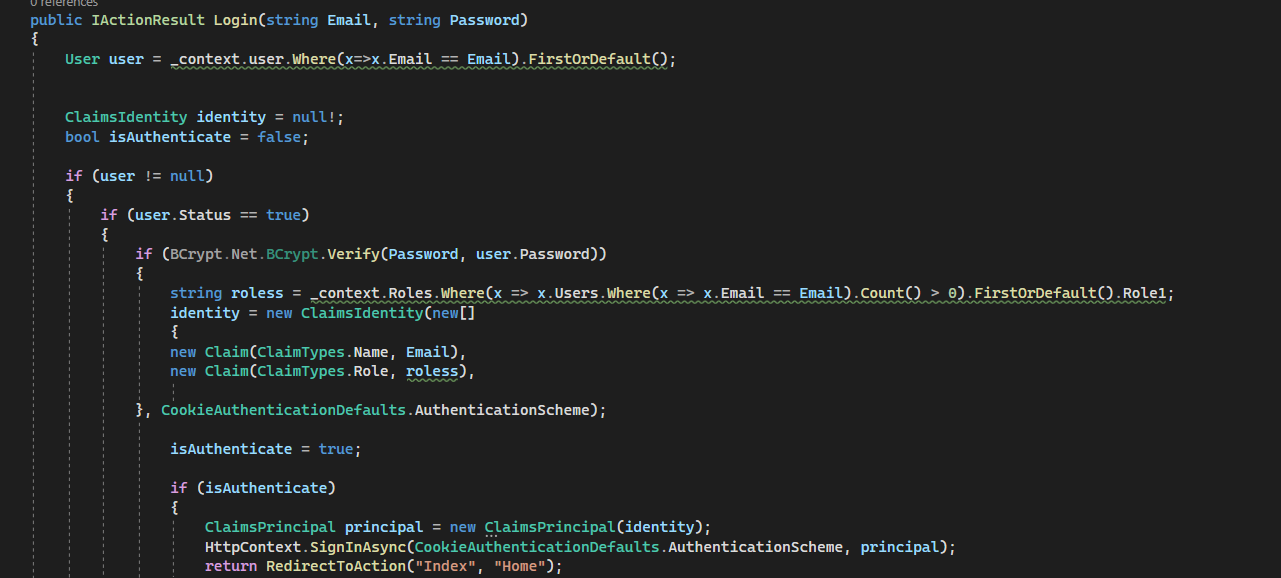 0 references
public IActionResult Login(string Email, string Password)
{
User user = _context.user.Where(x=>x.Email == Email).FirstOrDefault();
ClaimsIdentity identity = null!;
bool isAuthenticate = false;
if (user != null)
{
if (user.Status == true)
{
if (BCrypt.Net.BCrypt.Verify(Password, user.Password))
{
string roless = _context.Roles.Where(x => x.Users.Where(x => x.Email == Email).Count() > 0).FirstOrDefault().Role1;
identity = new ClaimsIdentity(new[]
{
new Claim(ClaimTypes.Name, Email),
new Claim(ClaimTypes.Role, roless),
}, CookieAuthenticationDefaults.AuthenticationScheme);
isAuthenticate = true;
if (isAuthenticate)
{
ClaimsPrincipal principal = new ClaimsPrincipal(identity);
HttpContext.SignInAsync(CookieAuthenticationDefaults.AuthenticationScheme, principal);
return RedirectToAction("Index", "Home");